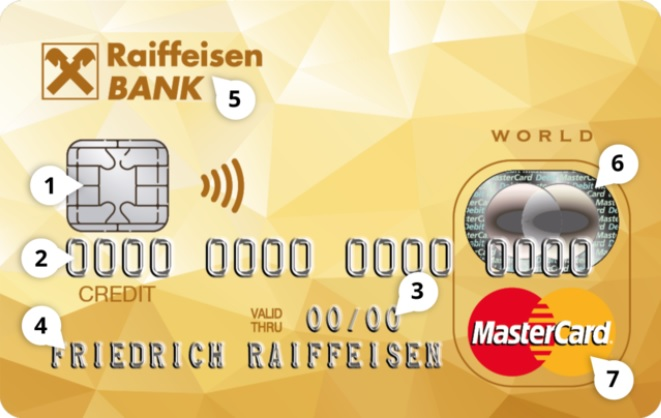 Raiffeisen
BANK
5
WORLD
6
1
2
0000 0000 0000 0000
CREDIT
3
VALID
THRU
00/00
4
FRIEDRICH RAIFFEISEN
MasterCard
7